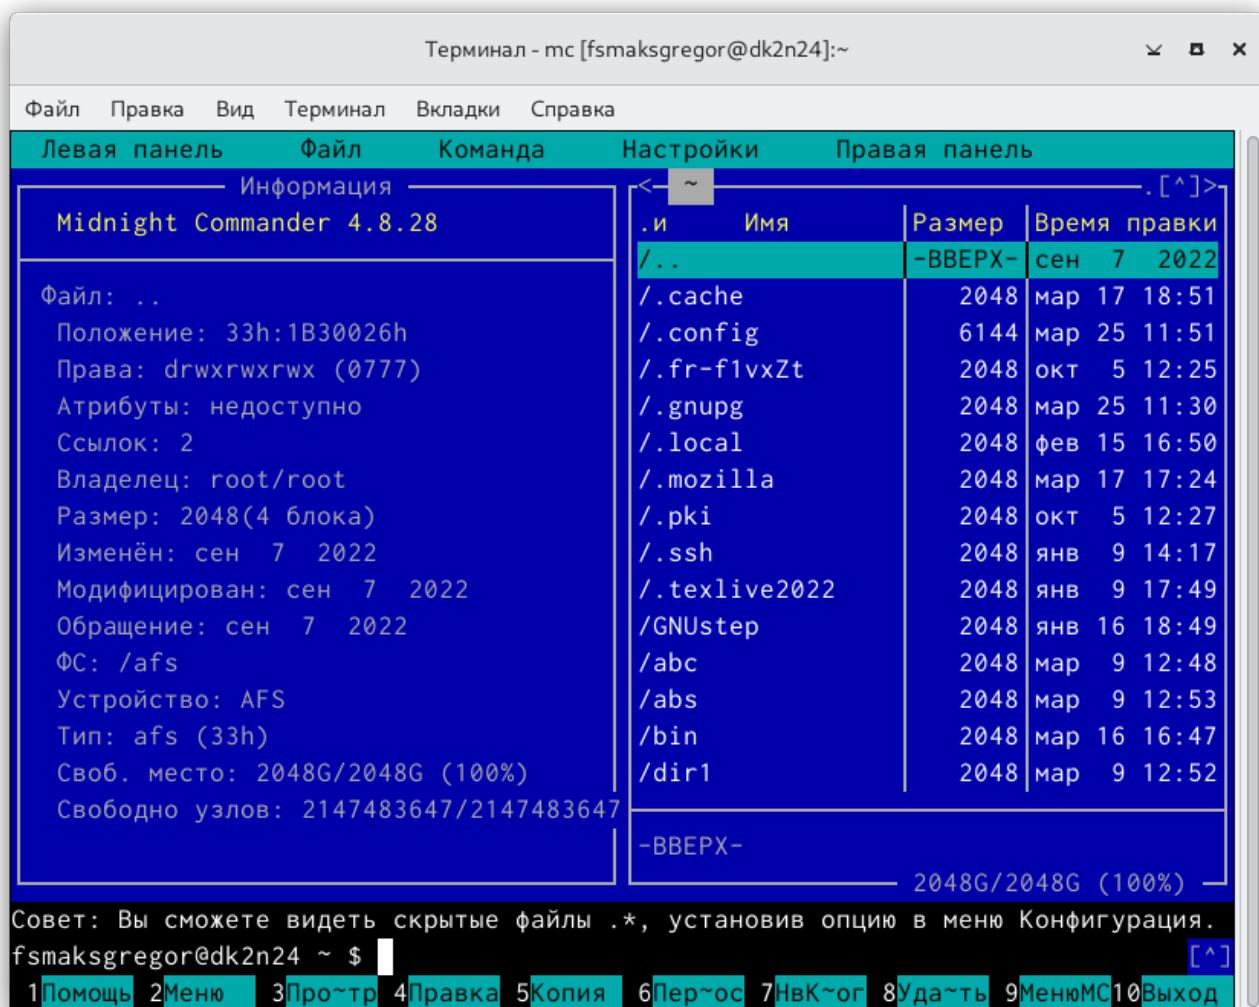 Терминал - mc [fsmaksgregor@dk2n24]:~
Файл Правка Вид Терминал Вкладки Справка
Левая панель Файл Команда Настройки Правая панель
Информация
Midnight Commander 4.8.28
Файл: ..
Положение: 33h:1B30026h
Права: drwxrwxrwx (0777)
Атрибуты: недоступно
Ссылок: 2
Владелец: root/root
Размер: 2048(4 блока)
Изменён: сен 7 2022
Модифицирован: сен 7 2022
Обращение: сен 7 2022
ФС: /afs
Устройство: AFS
Тип: afs (33h)
Своб. место: 2048G/2048G (100%)
Свободно узлов: 2147483647/2147483647
<─ ~ .[^]>
.и Имя Размер Время правки
/.. -ВВЕРХ- сен 7 2022
/.cache 2048 мар 17 18:51
/.config 6144 мар 25 11:51
/.fr-f1vxZt 2048 окт 5 12:25
/.gnupg 2048 мар 25 11:30
/.local 2048 фев 15 16:50
/.mozilla 2048 мар 17 17:24
/.pki 2048 окт 5 12:27
/.ssh 2048 янв 9 14:17
/.texlive2022 2048 янв 9 17:49
/GNUstep 2048 янв 16 18:49
/abc 2048 мар 9 12:48
/abs 2048 мар 9 12:53
/bin 2048 мар 16 16:47
/dir1 2048 мар 9 12:52
-ВВЕРХ-
2048G/2048G (100%)
Совет: Вы сможете видеть скрытые файлы .*, установив опцию в меню Конфигурация.
fsmaksgregor@dk2n24 ~ $ [^]
1Помощь 2Меню 3Про~тр 4Правка 5Копия 6Пер~ос 7НвК~ог 8Уда~ть 9МенюMC 10Выход